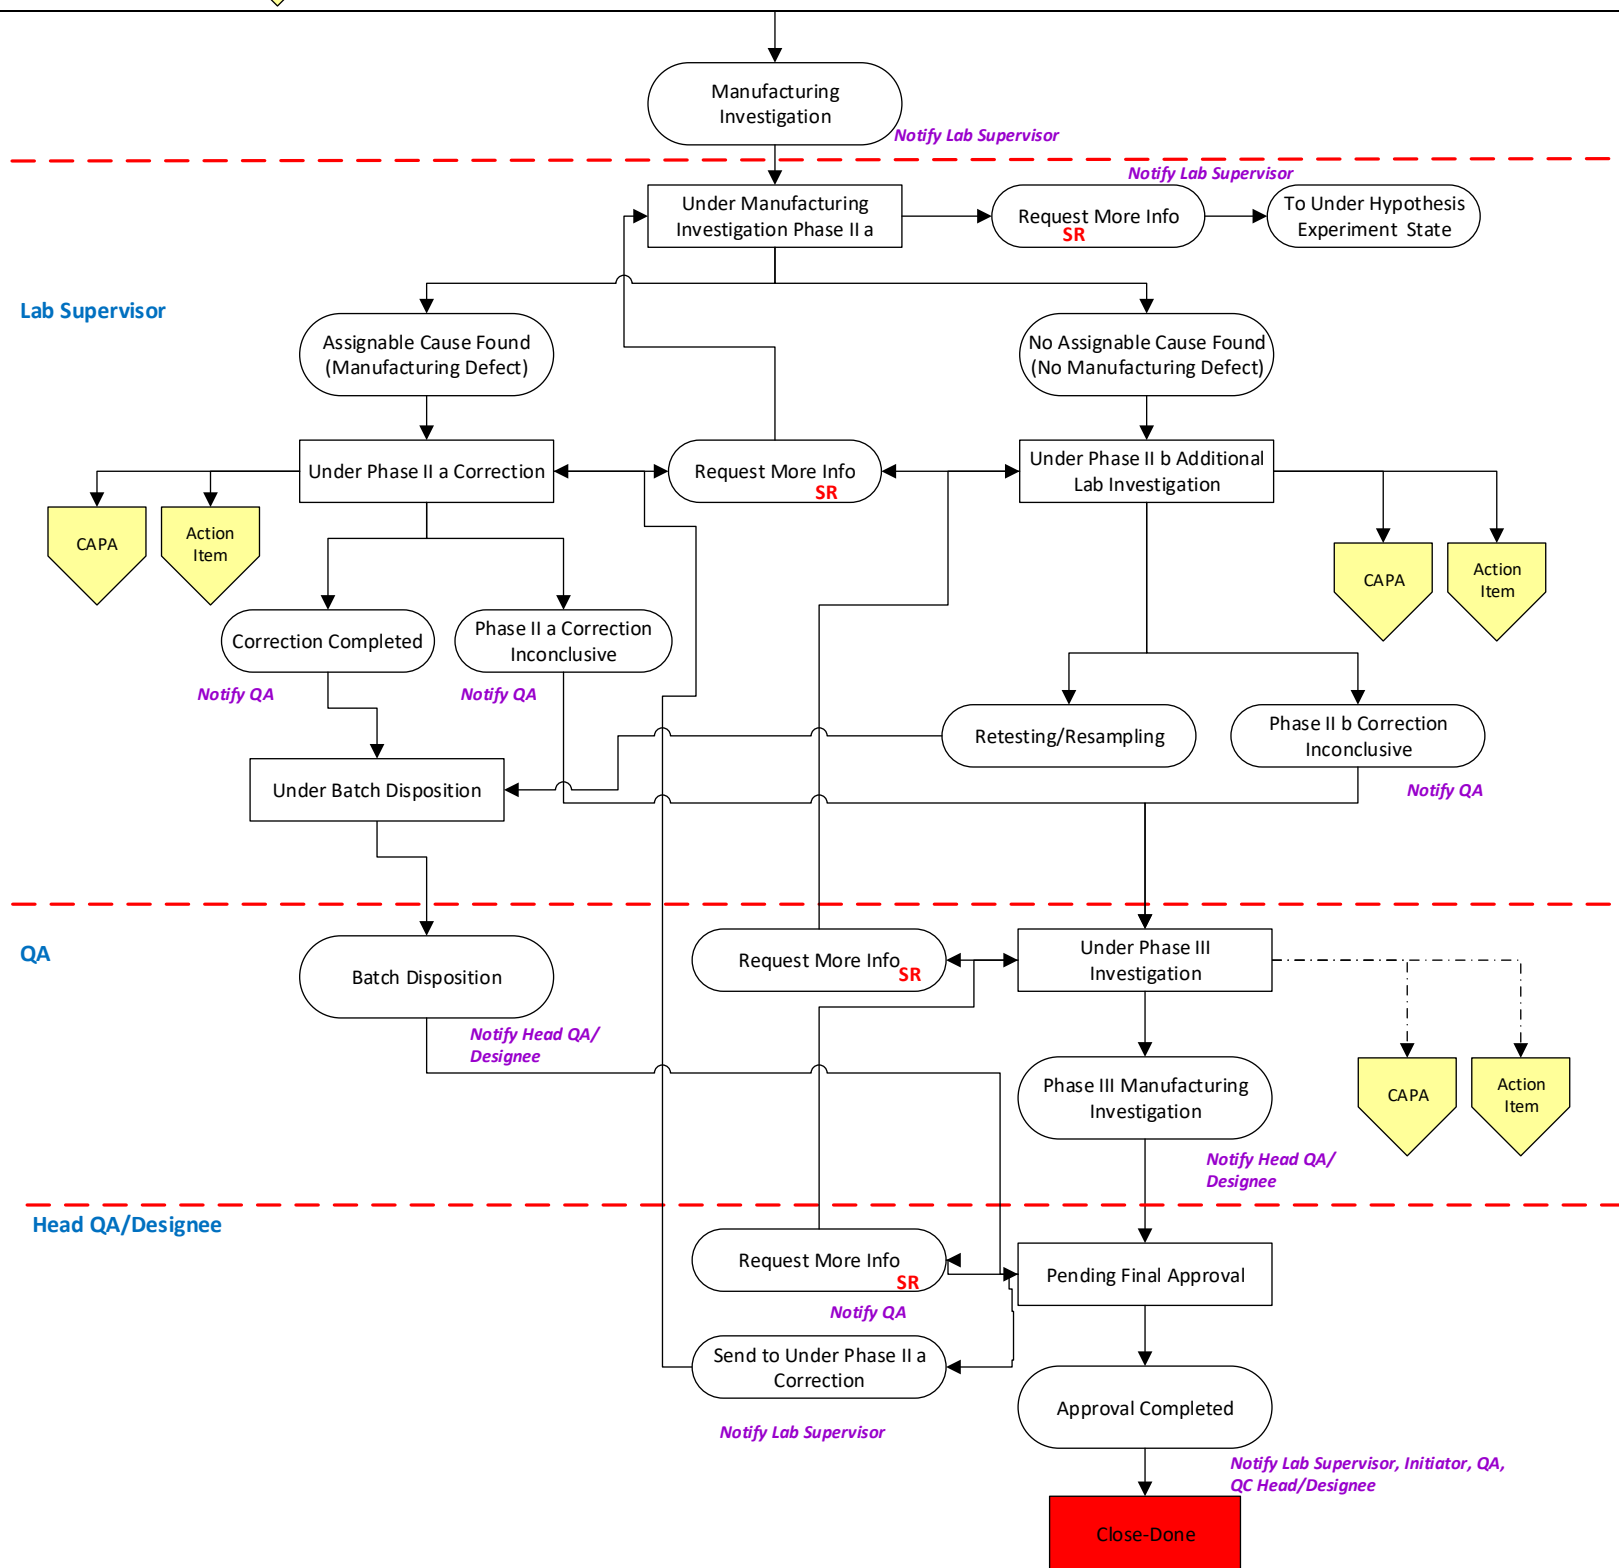 Manufacturing
Investigation
Notify Lab Supervisor
Notify Lab Supervisor
Under Manufacturing
Investigation Phase II a
Request More Info
SR
To Under Hypothesis
Experiment State
Lab Supervisor
Assignable Cause Found
(Manufacturing Defect)
No Assignable Cause Found
(No Manufacturing Defect)
Under Phase II a Correction
Request More Info
SR
Under Phase II b Additional
Lab Investigation
CAPA
Action
Item
CAPA
Action
Item
Correction Completed
Phase II a Correction
Inconclusive
Notify QA
Notify QA
Retesting/Resampling
Phase II b Correction
Inconclusive
Notify QA
Under Batch Disposition
QA
Batch Disposition
Notify Head QA/
Designee
Request More Info
SR
Under Phase III
Investigation
Phase III Manufacturing
Investigation
CAPA
Action
Item
Notify Head QA/
Designee
Head QA/Designee
Request More Info
SR
Notify QA
Pending Final Approval
Send to Under Phase II a
Correction
Notify Lab Supervisor
Approval Completed
Notify Lab Supervisor, Initiator, QA,
QC Head/Designee
Close-Done